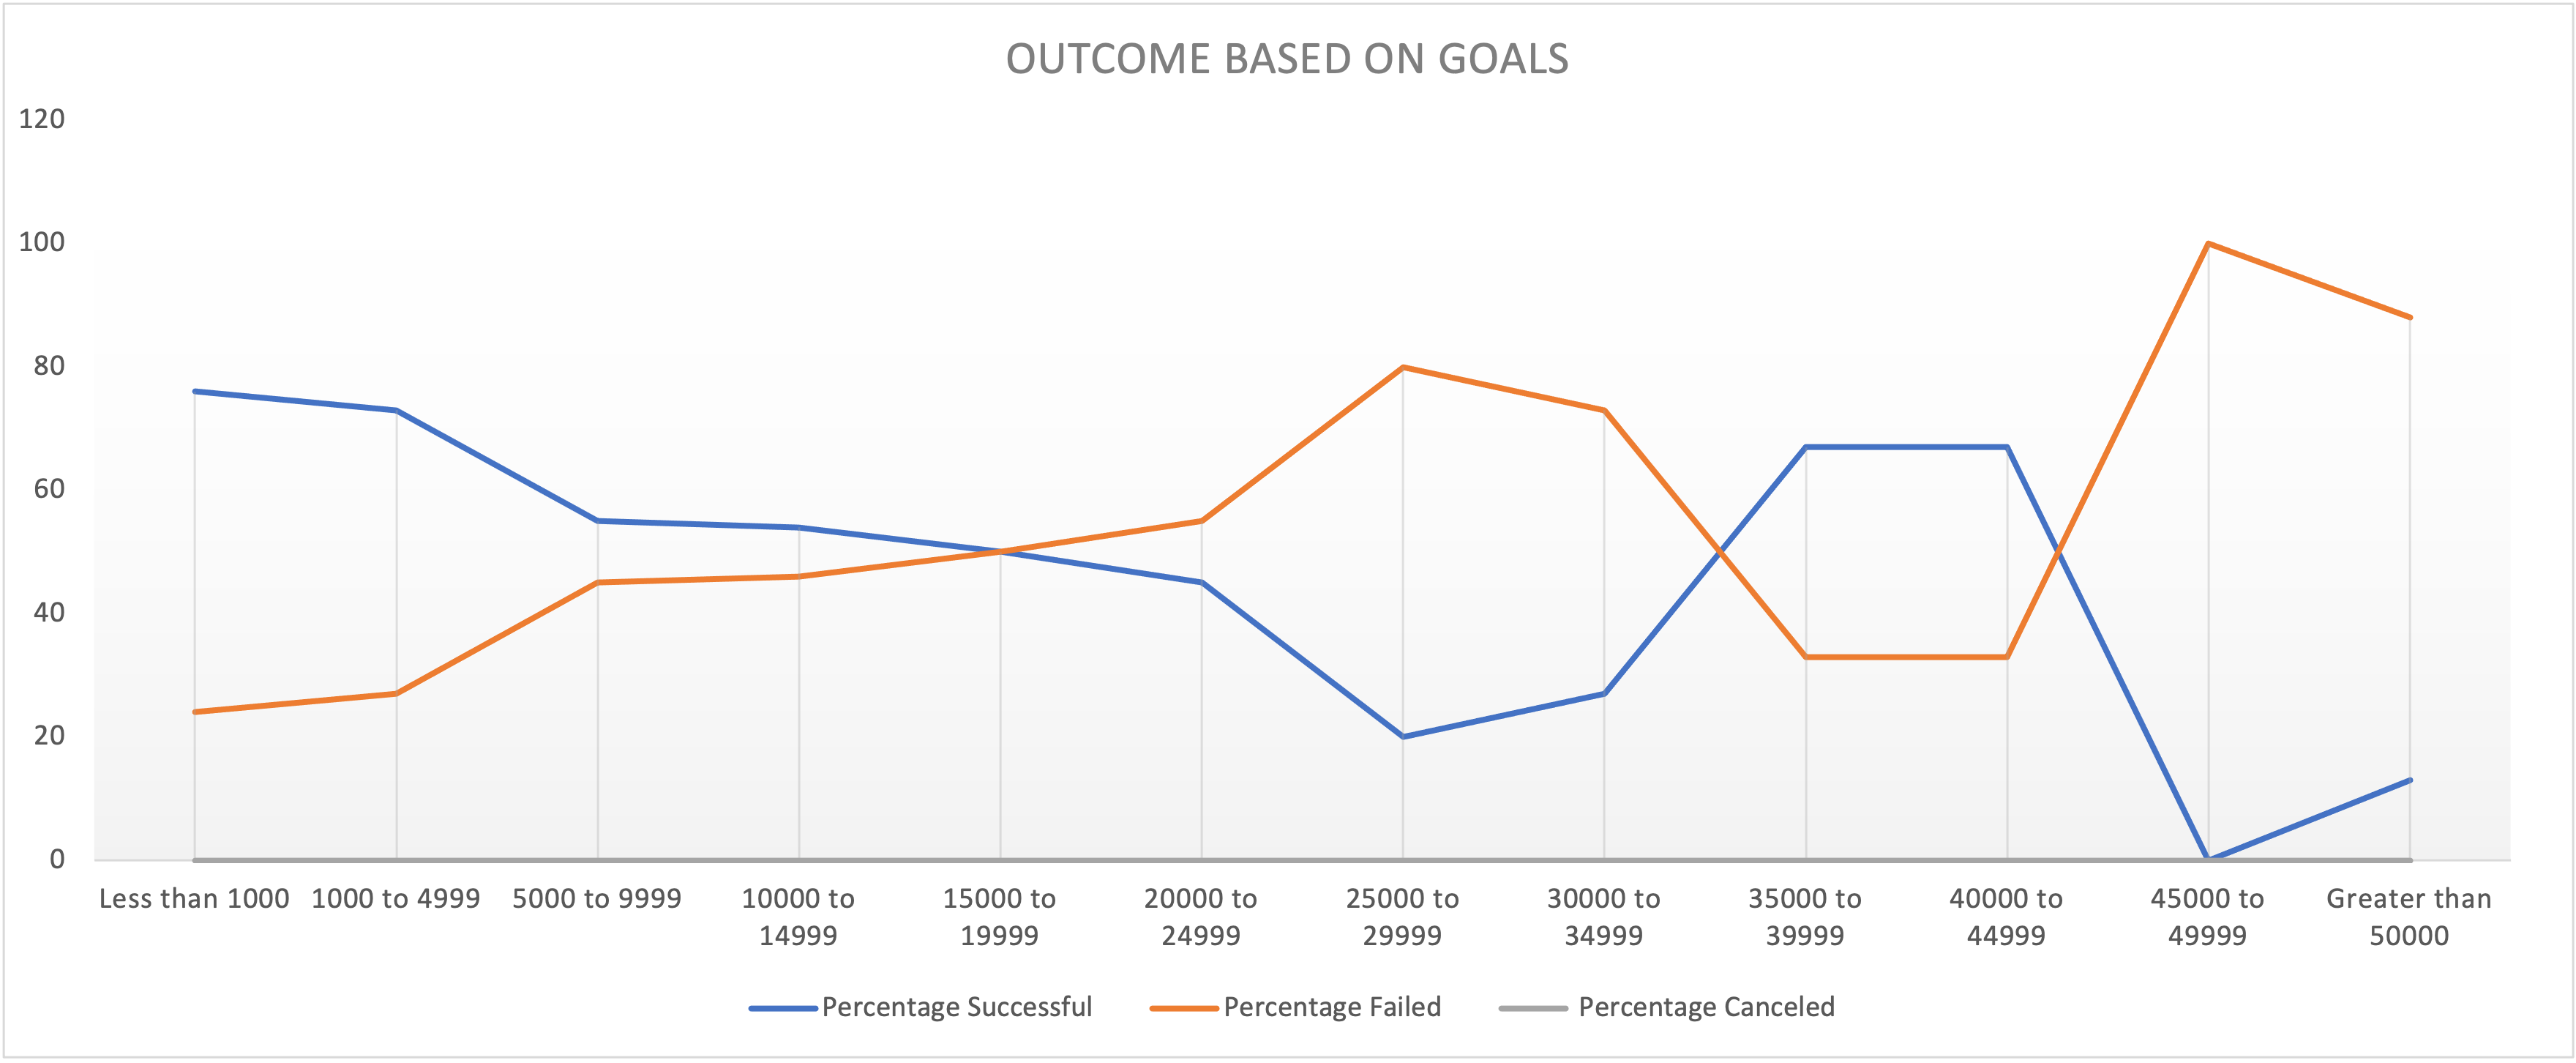 OUTCOME BASED ON GOALS
120
100
80
60
40
20
0
Less than 1000 1000 to 4999 5000 to 9999 10000 to 15000 to 20000 to 25000 to 30000 to 35000 to 40000 to 45000 to Greater than
14999 19999 24999 29999 34999 39999 44999 49999 50000
Percentage Successful Percentage Failed Percentage Canceled